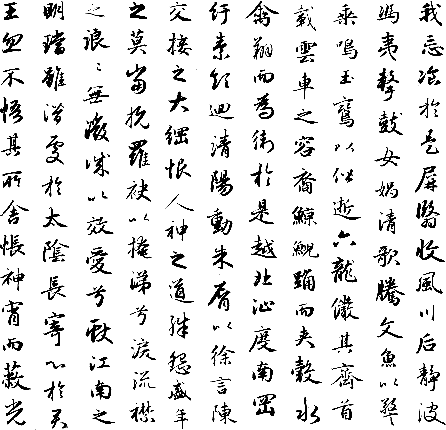 我忘飡於是屏翳收風川后靜波
馮夷擊鼓女媧清歌騰文魚以警
乘鳴玉鸞以偕逝六龍儼其齊首
載雲車之容裔鯨鯢踊而夾轂水
禽翔而為衛於是越北沚度南岡
紆素領迴清陽動朱脣以徐言陳
交接之大綱恨人神之道殊怨盛年
之莫當抗羅袂以掩涕兮淚流襟
之浪〻無微情以效愛兮獻江南之
明璫雖潛處於太陰長寄心於君
王忽不悟其所舍悵神宵而蔽光